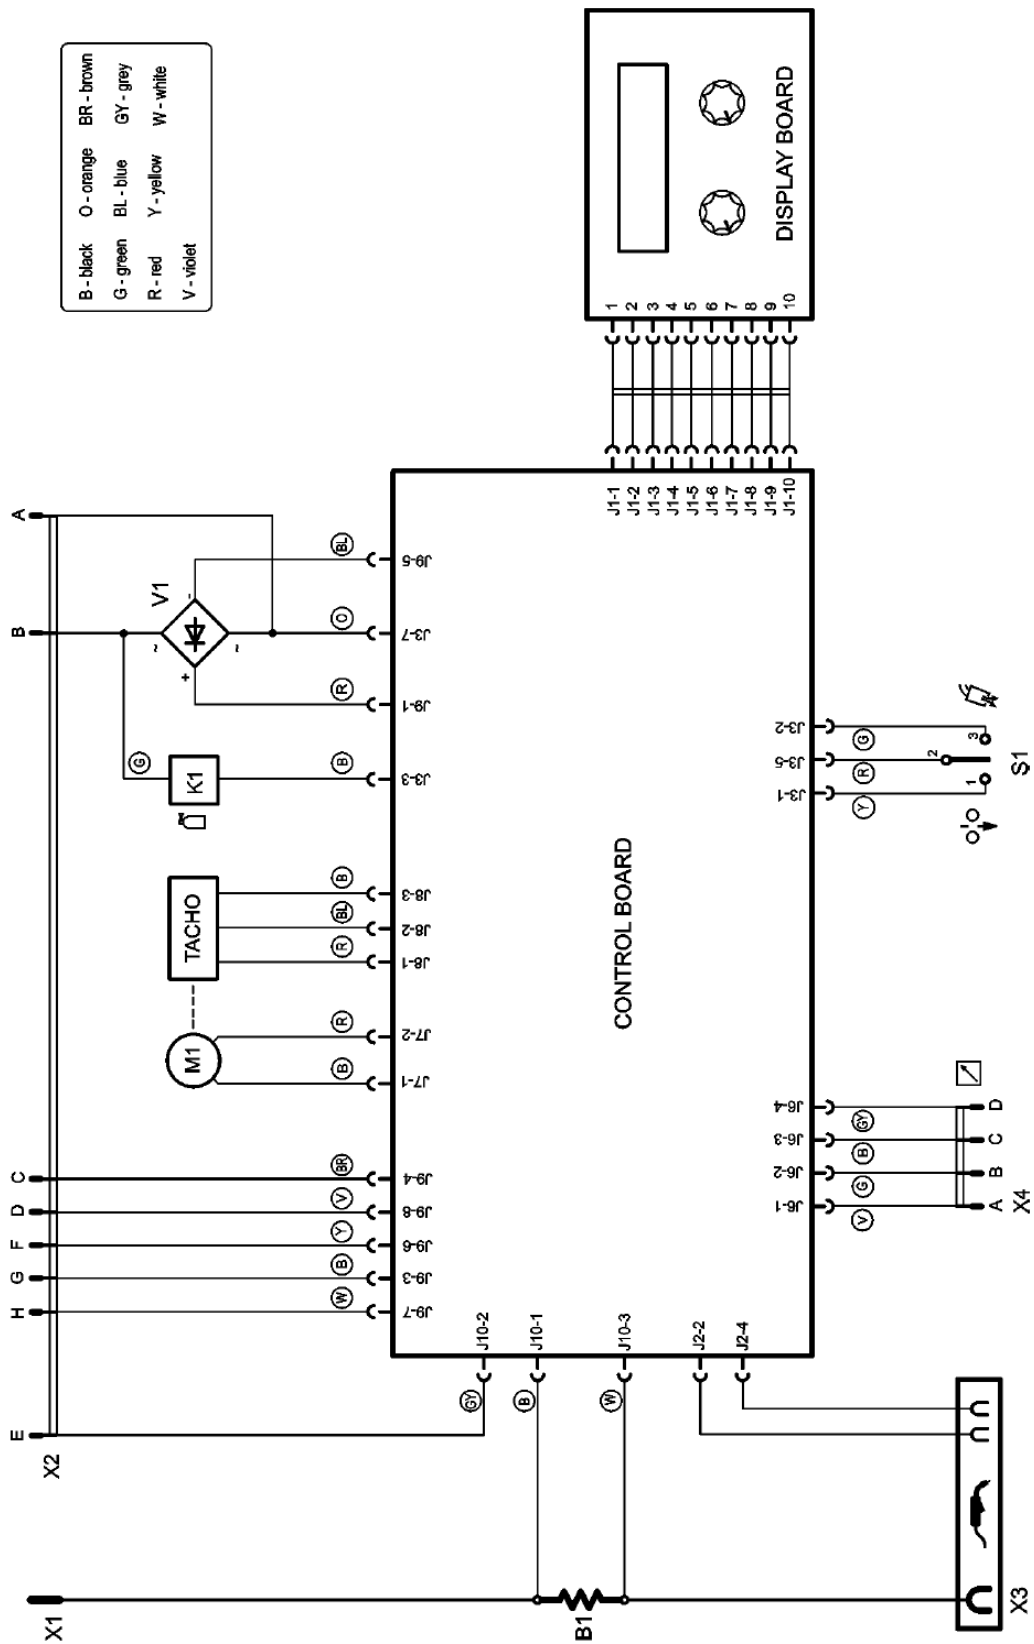 B - black O - orange BR - brown
G - green BL - blue GY - grey
R - red Y - yellow W - white
V - violet
X1
X2
E H G F D C B A
M1
TACHO
K1
V1
~ ~ + -
G
W B Y V BR B R R BL B B R O BL
J9-7 J9-3 J9-6 J9-8 J9-4 J7-1 J7-2 J8-1 J8-2 J8-3 J3-3 J9-1 J3-7 J9-5
GY
J10-2
B
J10-1
W
J10-3
J2-2
J2-4
B1
CONTROL BOARD
J1-1 1
J1-2 2
J1-3 3
J1-4 4
J1-5 5
J1-6 6
J1-7 7
J1-8 8
J1-9 9
J1-10 10
DISPLAY BOARD
J6-1 J6-2 J6-3 J6-4 J3-1 J3-5 J3-2
V G B GY Y R G
1 2 3
A B C D
X3
X4
S1